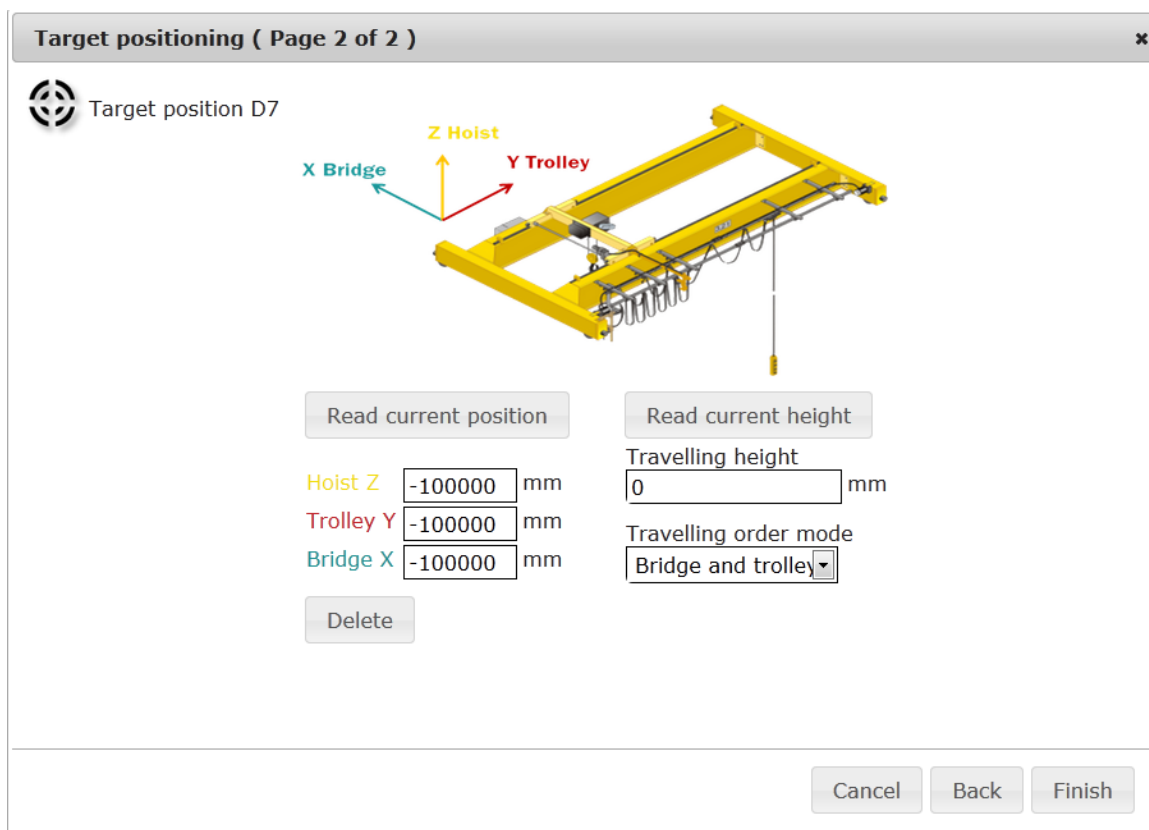 Target positioning ( Page 2 of 2 )
Target position D7
Z Hoist
X Bridge
Y Trolley
Read current position
Read current height
Travelling height
Hoist Z -100000 mm
0 mm
Trolley Y -100000 mm
Travelling order mode
Bridge X -100000 mm
Bridge and trolley
Delete
Cancel Back Finish